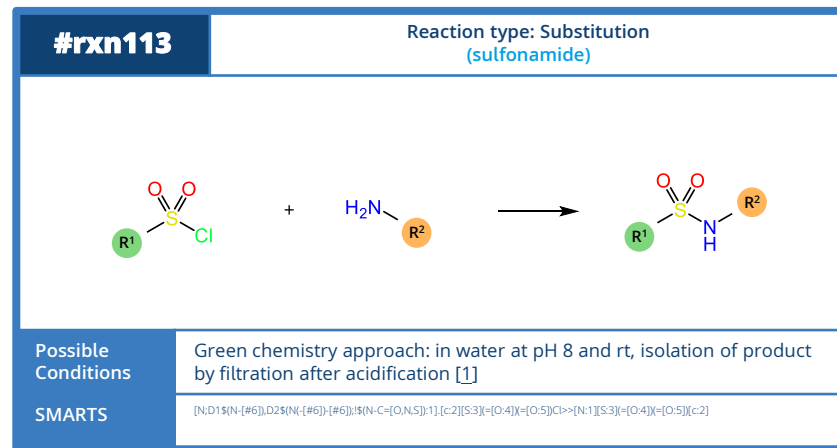 #rxn113
Reaction type: Substitution
(sulfonamide)
O O
S
R¹
Cl
+
H₂N
R²
O O
S
R¹
N
H
R²
Possible
Conditions
Green chemistry approach: in water at pH 8 and rt, isolation of product
by filtration after acidification [1]
SMARTS
[N;D1$(N-[#6]),D2$(N(-[#6])-[#6]);!$(N-C=[O,N,S]):1].[c:2][S:3](=[O:4])(=[O:5])Cl>>[N:1][S:3](=[O:4])(=[O:5])[c:2]